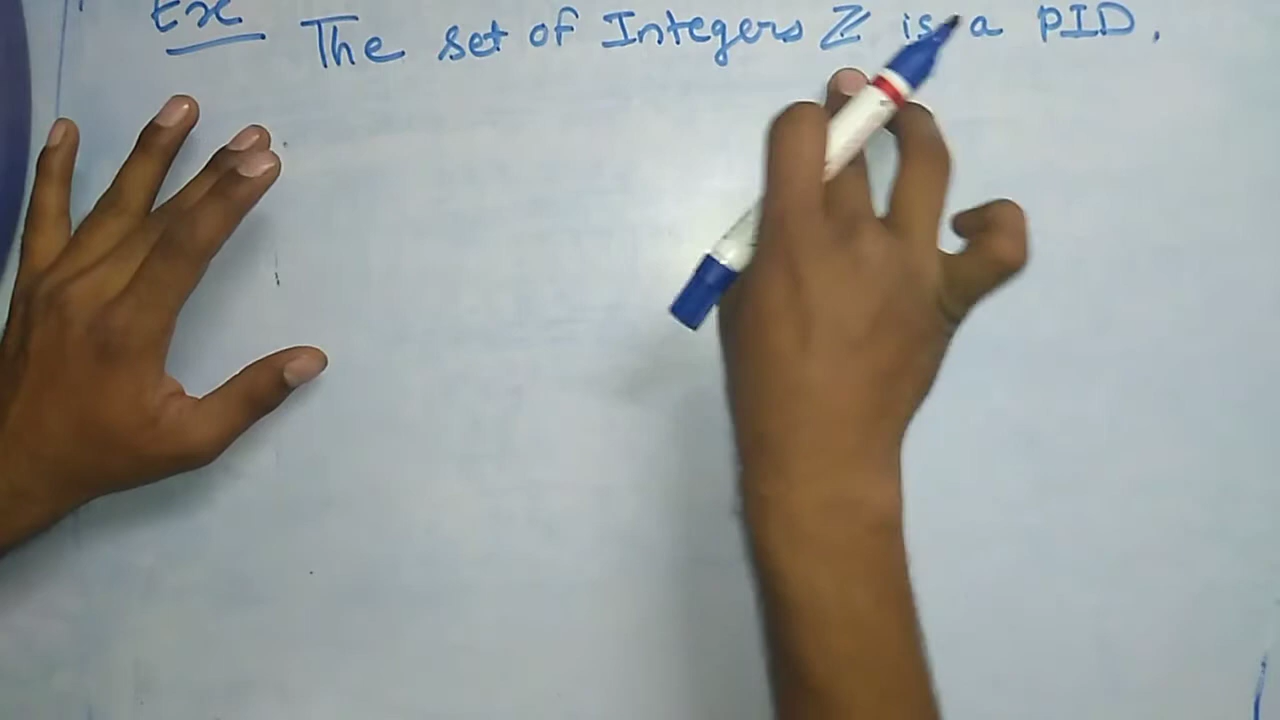 Ex The set of Integers ℤ is a PID.